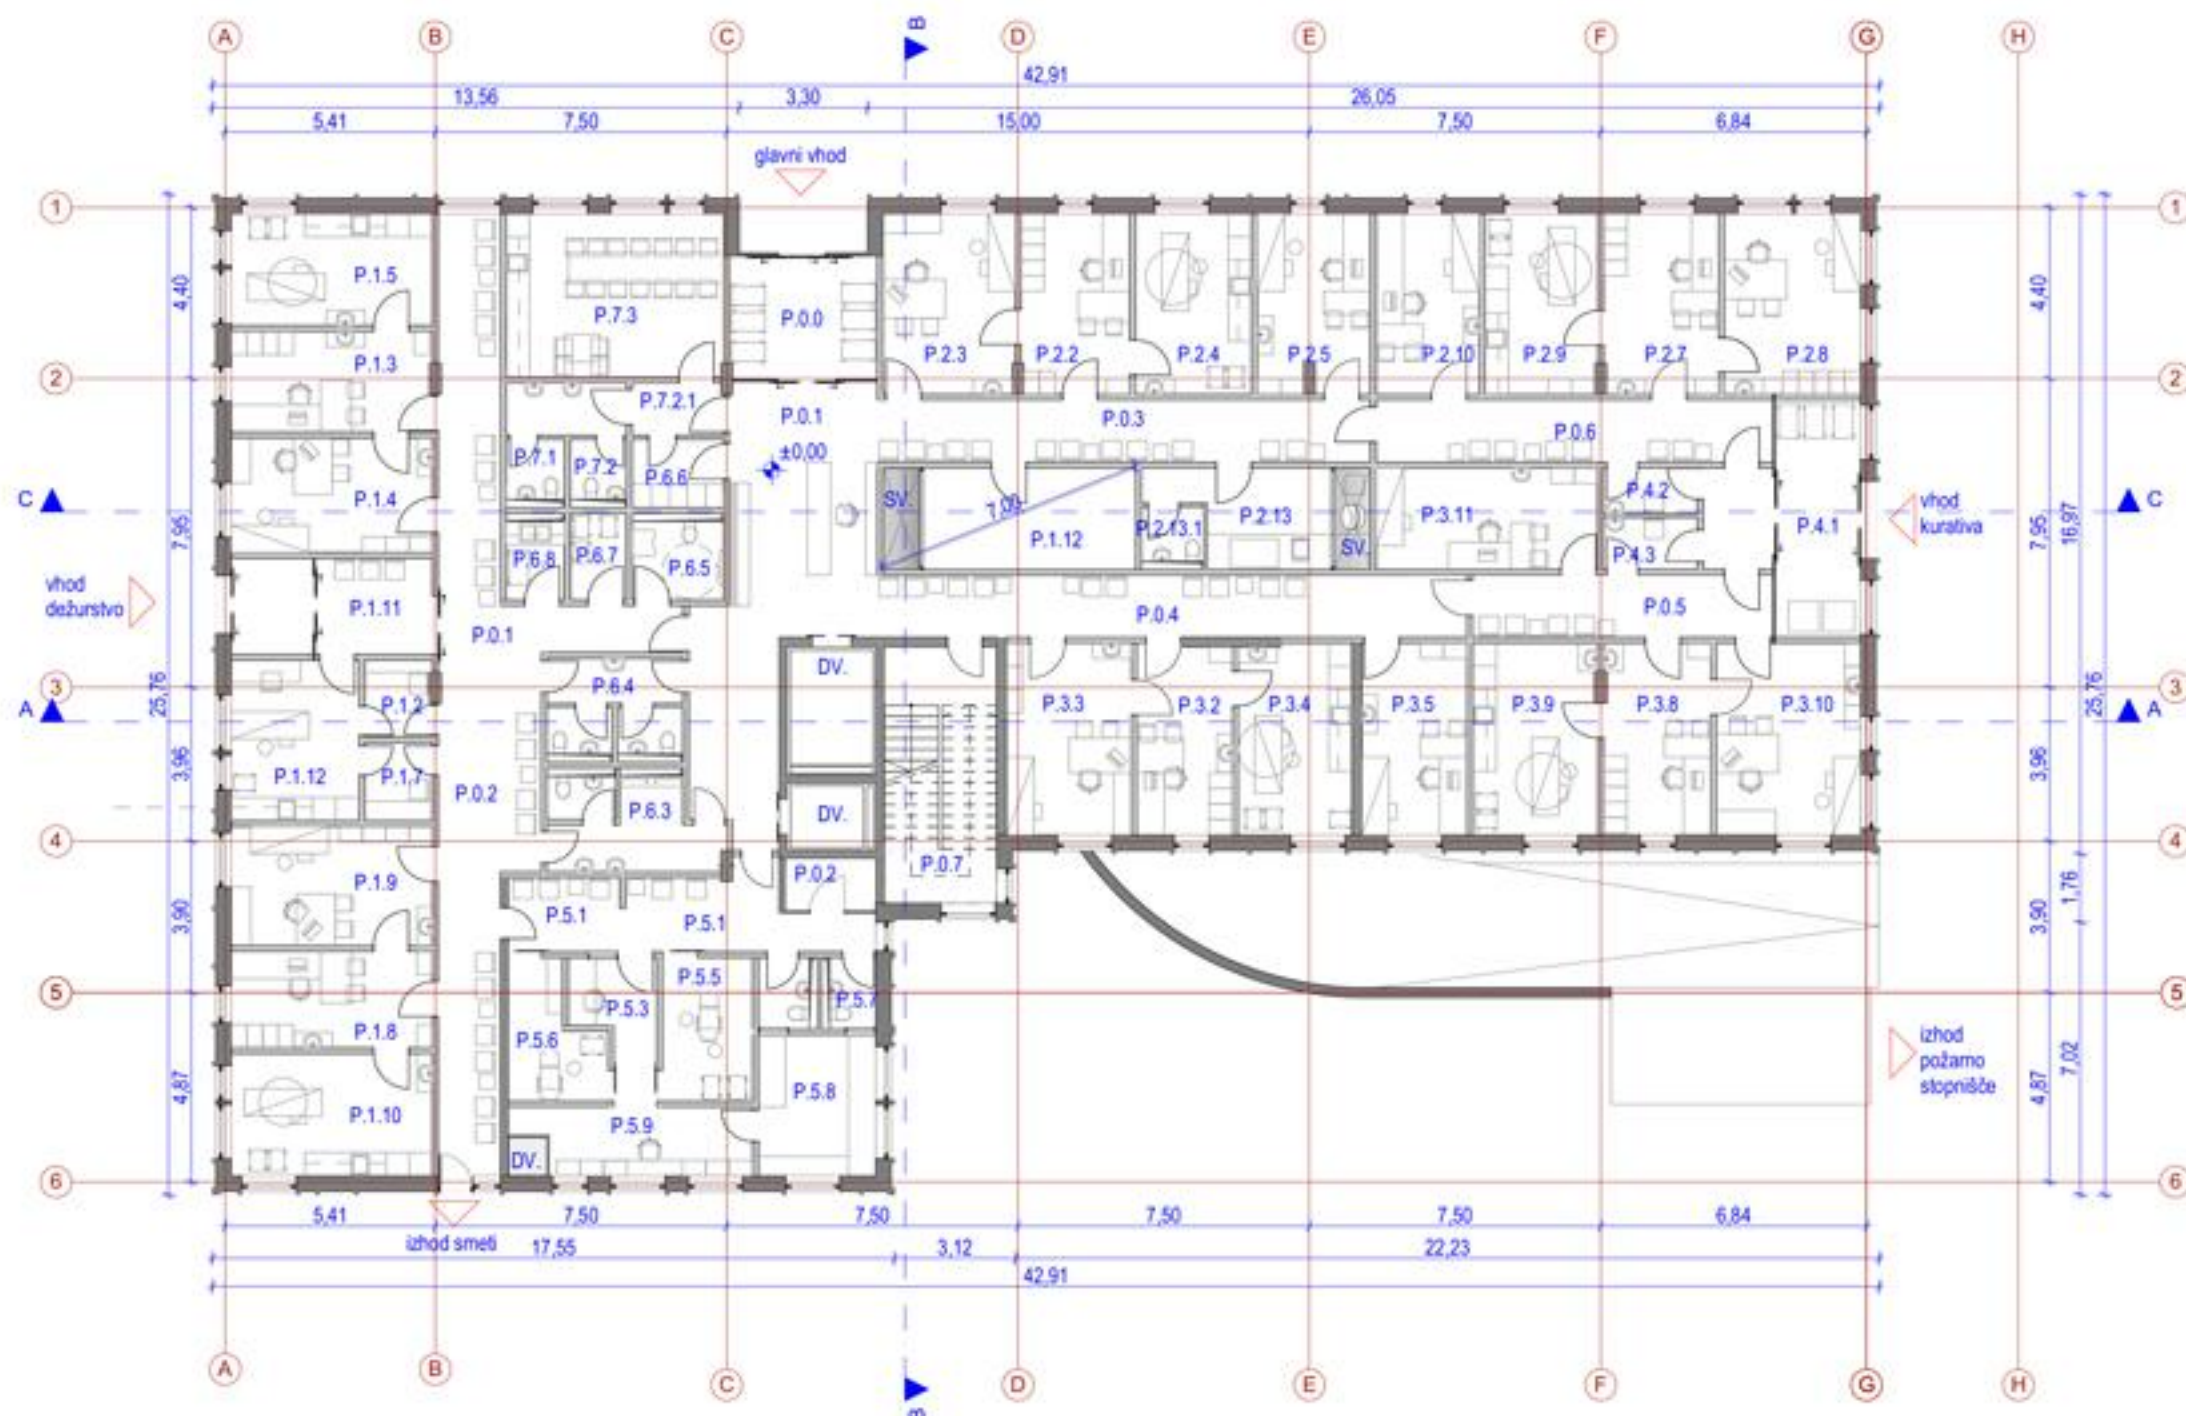 A B C B D E F G H
42,91
13,56 3,30 26,05
5,41 7,50 15,00 7,50 6,84
glavni vhod
1 1
P.1.5 P.7.3 P.0.0
4,40 4,40
P.1.3 P.2.3 P.2.2 P.2.4 P.2.5 P.2.10 P.2.9 P.2.7 P.2.8
2 2
P.7.2.1 P.0.1 P.0.3 P.0.6
±0,00
P.7.1 P.7.2 P.6.6
C P.1.4 SV. 7,00 P.4.2 C
P.2.13.1 P.2.13 P.3.11 P.4.1
vhod
kurativa
7,95 P.6.8 P.6.7 P.6.5 P.1.12 SV. P.4.3 7,95 16,97
vhod
dežurstvo
P.1.11 P.0.1 P.0.4 P.0.5
DV.
3 P.6.4 3
25,76 25,76
A P.1.2 P.3.3 P.3.2 P.3.4 P.3.5 P.3.9 P.3.8 P.3.10 A
3,96 P.1.12 P.1.7 P.0.2 P.6.3 DV. 3,96
4 4
P.1.9 P.0.2 P.0.7
P.5.1 P.5.1
3,90 3,90 1,76
P.5.5
5 P.5.3 P.5.7 5
P.1.8 P.5.6
izhod
požarno
stopnišče
4,87 4,87 7,02
P.5.8
P.1.10 P.5.9
DV.
6 6
5,41 7,50 7,50 7,50 7,50 6,84
izhod smeti 17,55 3,12 22,23
42,91
A B C B D E F G H